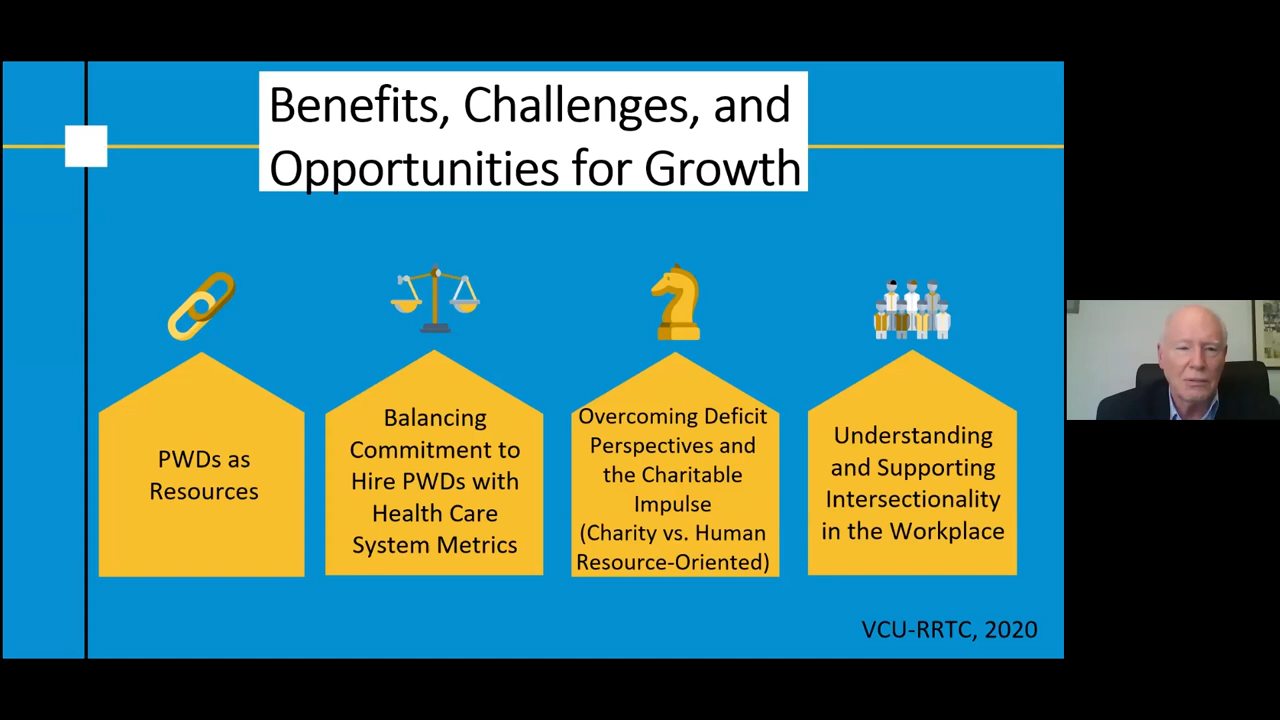 Benefits, Challenges, and
Opportunities for Growth
PWDs as
Resources
Balancing
Commitment to
Hire PWDs with
Health Care
System Metrics
Overcoming Deficit
Perspectives and
the Charitable
Impulse
(Charity vs. Human
Resource-Oriented)
Understanding
and Supporting
Intersectionality
in the Workplace
VCU-RRTC, 2020